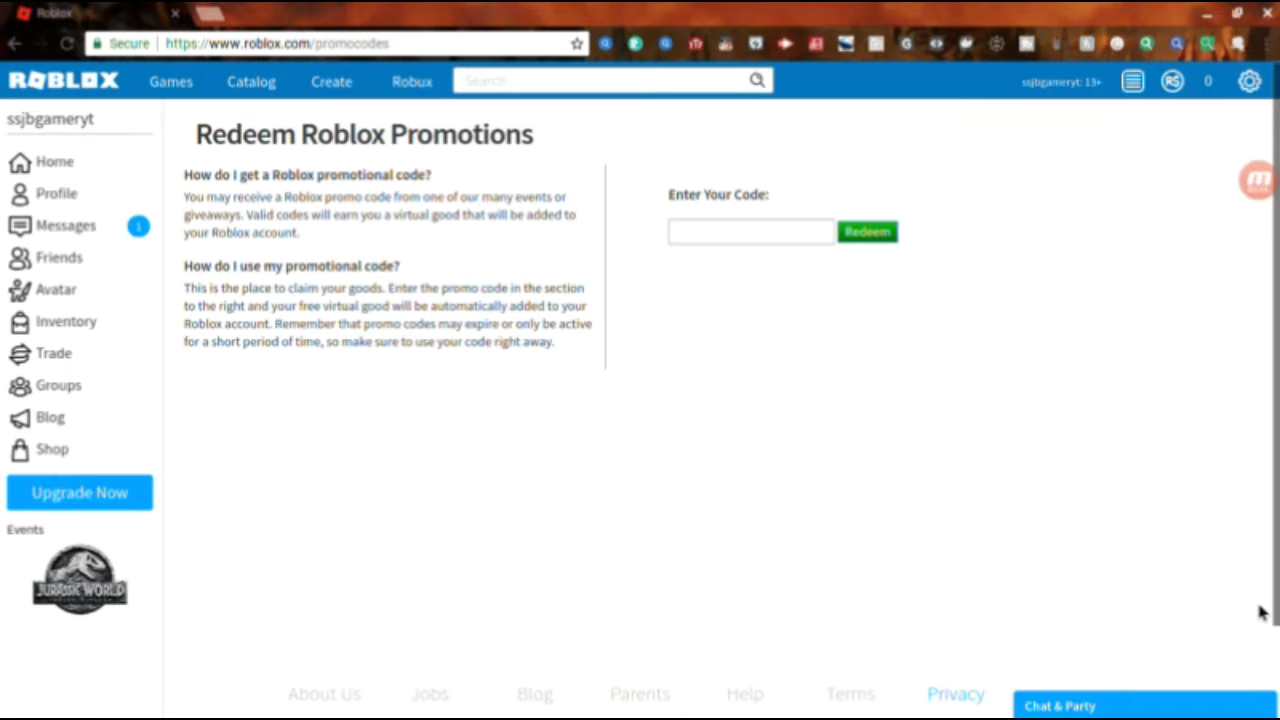 Roblox
Secure https://www.roblox.com/promocodes
ROBLOX Games Catalog Create Robux Search ssjbgameryt: 13+ R$ 0
ssjbgameryt
Home
Profile
Messages 1
Friends
Avatar
Inventory
Trade
Groups
Blog
Shop
Upgrade Now
Events
JURASSIC WORLD
Redeem Roblox Promotions
How do I get a Roblox promotional code?
You may receive a Roblox promo code from one of our many events or
giveaways. Valid codes will earn you a virtual good that will be added to
your Roblox account.
How do I use my promotional code?
This is the place to claim your goods. Enter the promo code in the section
to the right and your free virtual good will be automatically added to your
Roblox account. Remember that promo codes may expire or only be active
for a short period of time, so make sure to use your code right away.
Enter Your Code:
Redeem
About Us Jobs Blog Parents Help Terms Privacy
Chat & Party